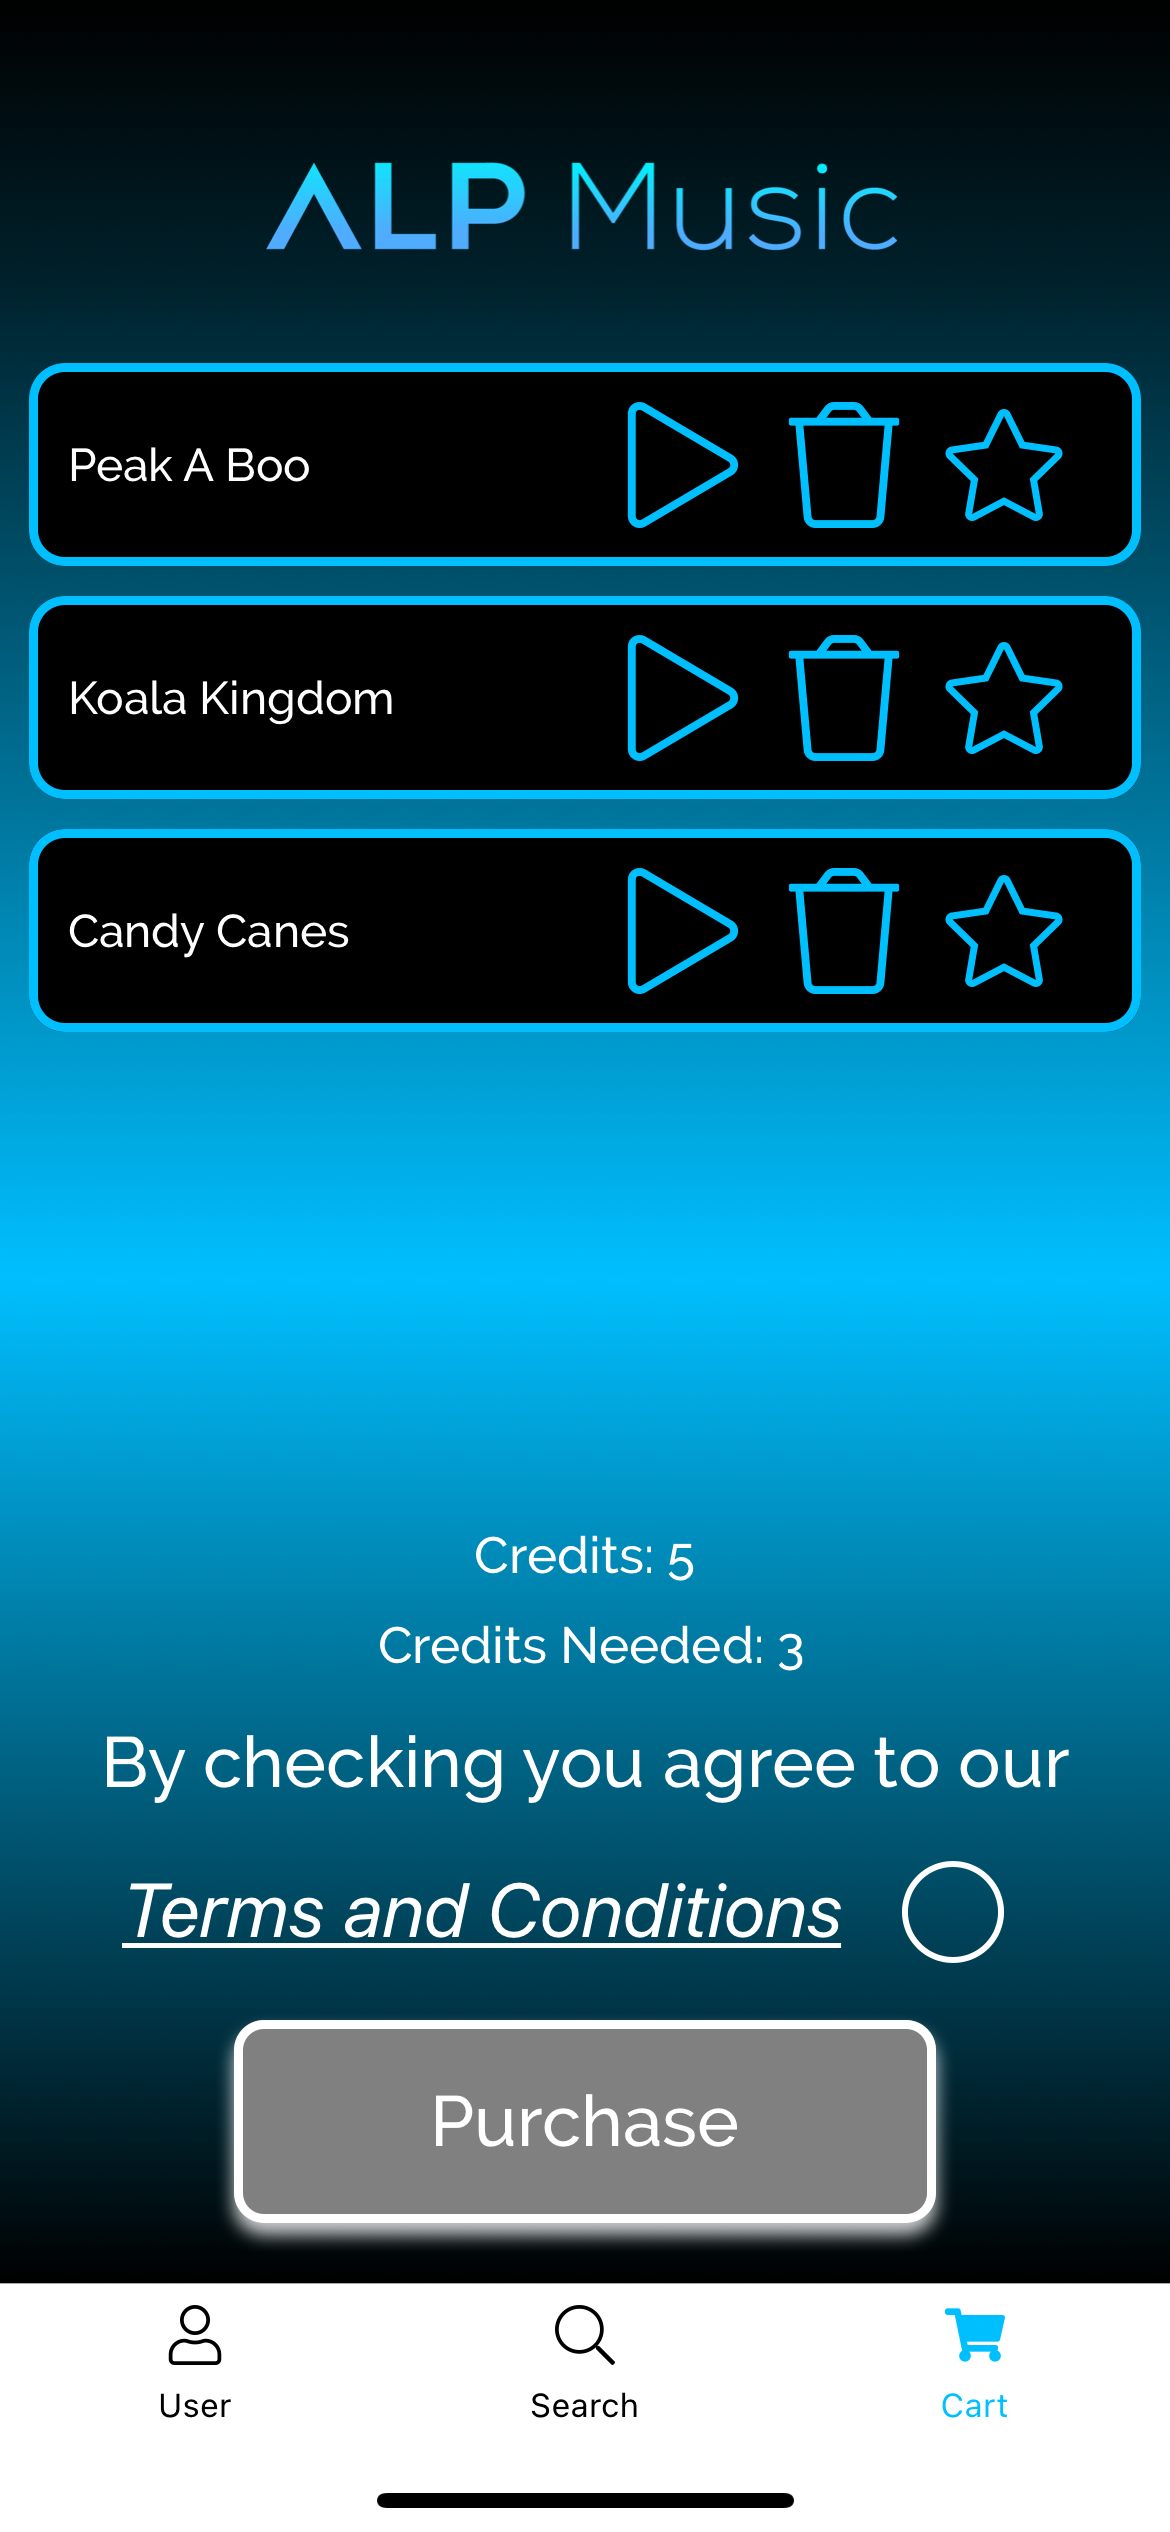 ALP Music
Peak A Boo
Koala Kingdom
Candy Canes
Credits: 5
Credits Needed: 3
By checking you agree to our
Terms and Conditions
Purchase
User
Search
Cart